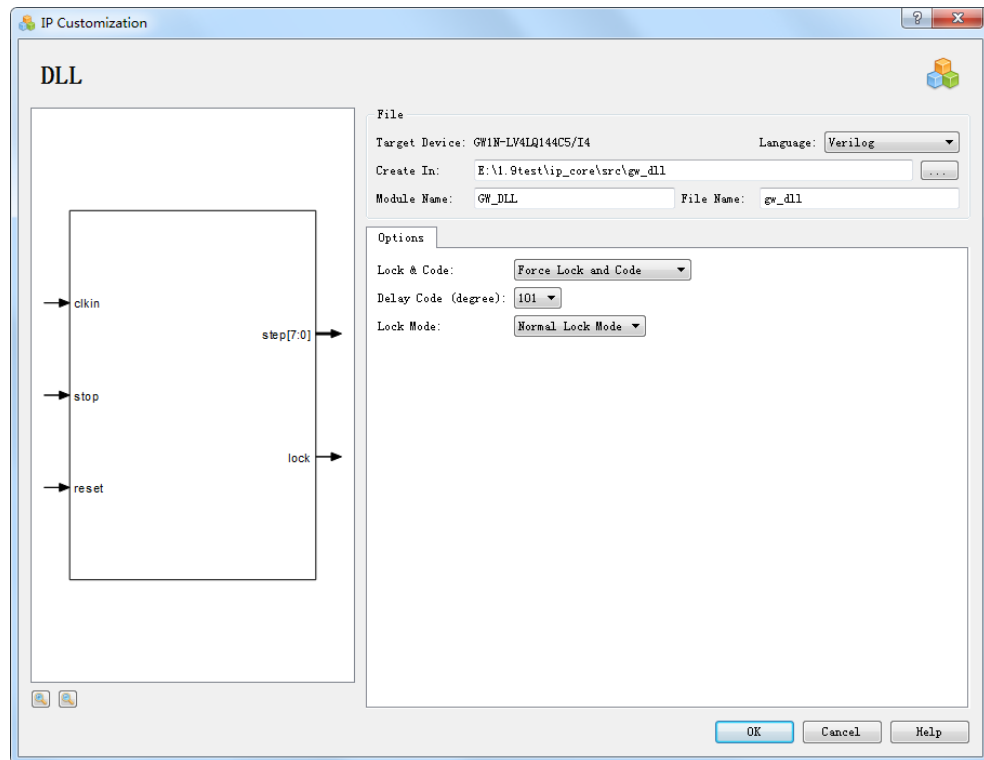 IP Customization
DLL
File
Target Device: GW1N-LV4LQ144C5/I4 Language: Verilog
Create In: E:\1.9test\ip_core\src\gw_dll ...
Module Name: GW_DLL File Name: gw_dll
Options
Lock & Code: Force Lock and Code
Delay Code (degree): 101
Lock Mode: Normal Lock Mode
clkin
step[7:0]
stop
lock
reset
OK Cancel Help